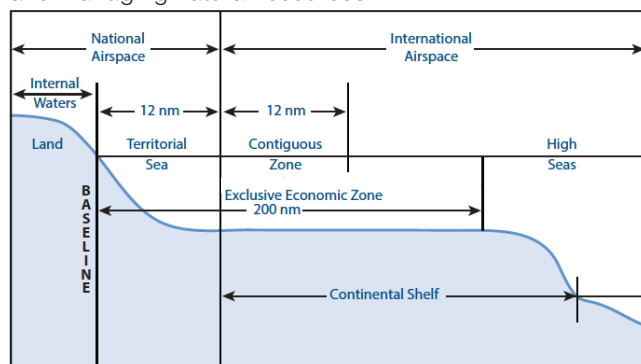 National
Airspace
International
Airspace
Internal
Waters
12 nm
12 nm
Land
Territorial
Sea
Contiguous
Zone
High
Seas
Exclusive Economic Zone
200 nm
BASELINE
Continental Shelf